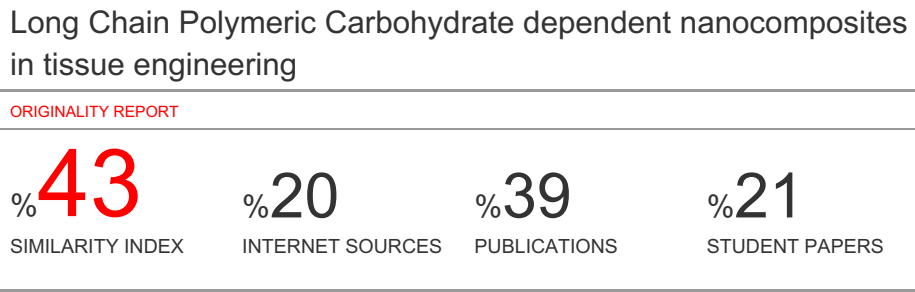 Long Chain Polymeric Carbohydrate dependent nanocomposites
in tissue engineering
ORIGINALITY REPORT
%43 %20 %39 %21
SIMILARITY INDEX INTERNET SOURCES PUBLICATIONS STUDENT PAPERS